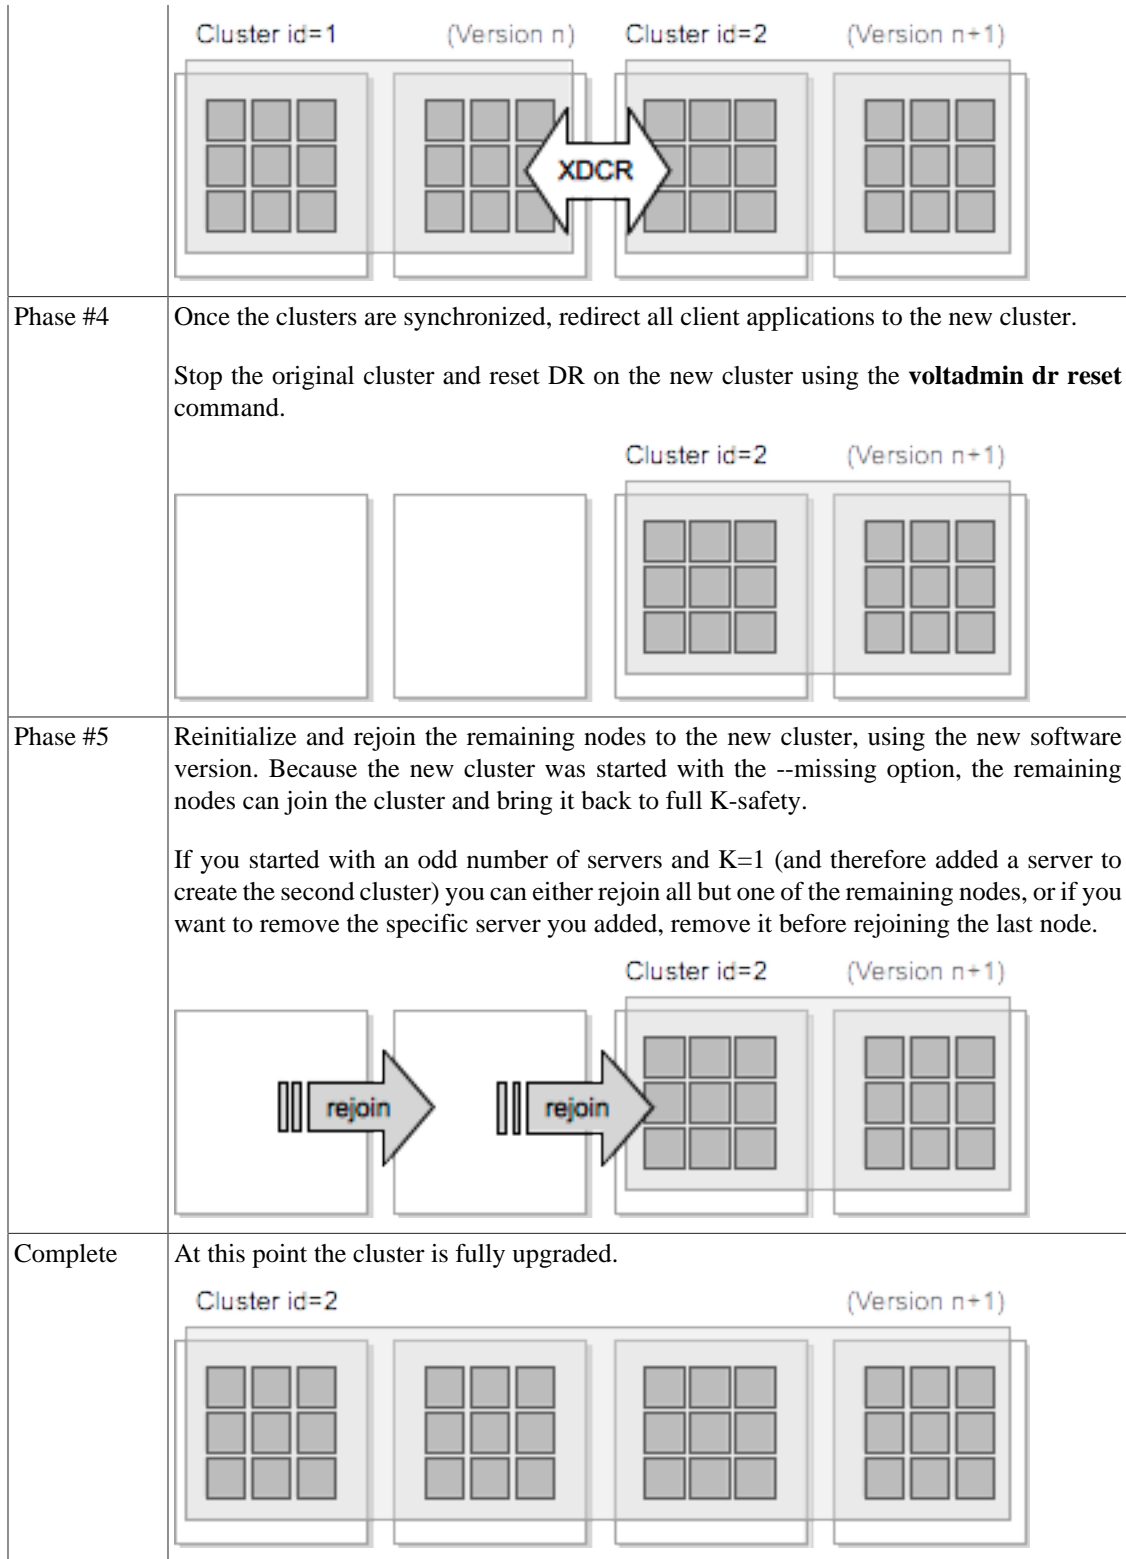 Cluster id=1 (Version n) Cluster id=2 (Version n+1)
XDCR
Phase #4 Once the clusters are synchronized, redirect all client applications to the new cluster.
Stop the original cluster and reset DR on the new cluster using the voltadmin dr reset
command.
Cluster id=2 (Version n+1)
Phase #5 Reinitialize and rejoin the remaining nodes to the new cluster, using the new software
version. Because the new cluster was started with the --missing option, the remaining
nodes can join the cluster and bring it back to full K-safety.
If you started with an odd number of servers and K=1 (and therefore added a server to
create the second cluster) you can either rejoin all but one of the remaining nodes, or if you
want to remove the specific server you added, remove it before rejoining the last node.
Cluster id=2 (Version n+1)
rejoin rejoin
Complete At this point the cluster is fully upgraded.
Cluster id=2 (Version n+1)